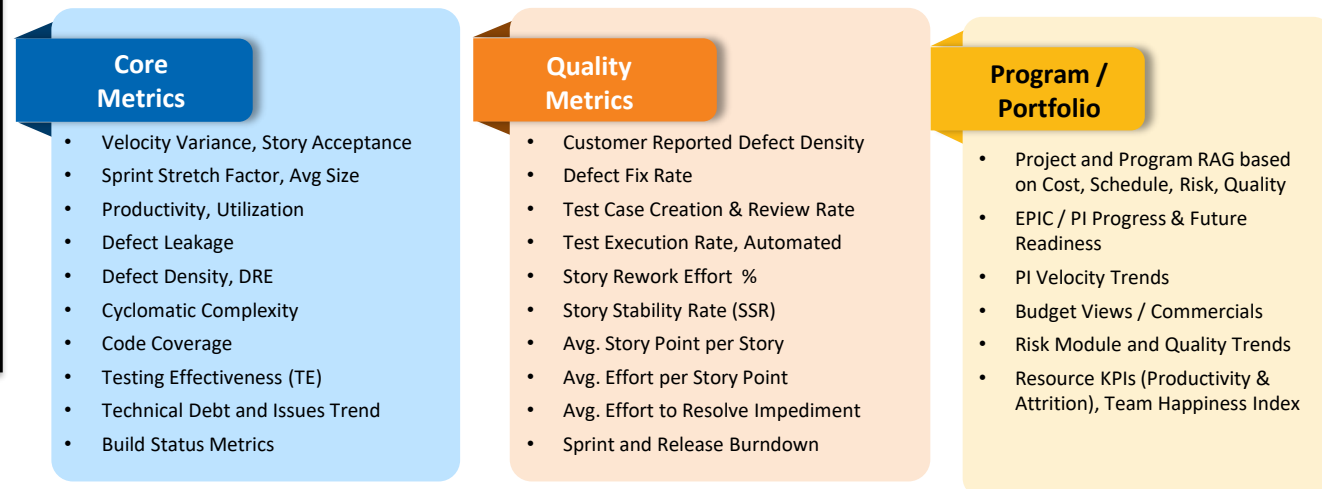 Core
Metrics
• Velocity Variance, Story Acceptance
• Sprint Stretch Factor, Avg Size
• Productivity, Utilization
• Defect Leakage
• Defect Density, DRE
• Cyclomatic Complexity
• Code Coverage
• Testing Effectiveness (TE)
• Technical Debt and Issues Trend
• Build Status Metrics
Quality
Metrics
• Customer Reported Defect Density
• Defect Fix Rate
• Test Case Creation & Review Rate
• Test Execution Rate, Automated
• Story Rework Effort %
• Story Stability Rate (SSR)
• Avg. Story Point per Story
• Avg. Effort per Story Point
• Avg. Effort to Resolve Impediment
• Sprint and Release Burndown
Program /
Portfolio
• Project and Program RAG based
on Cost, Schedule, Risk, Quality
• EPIC / PI Progress & Future
Readiness
• PI Velocity Trends
• Budget Views / Commercials
• Risk Module and Quality Trends
• Resource KPIs (Productivity &
Attrition), Team Happiness Index